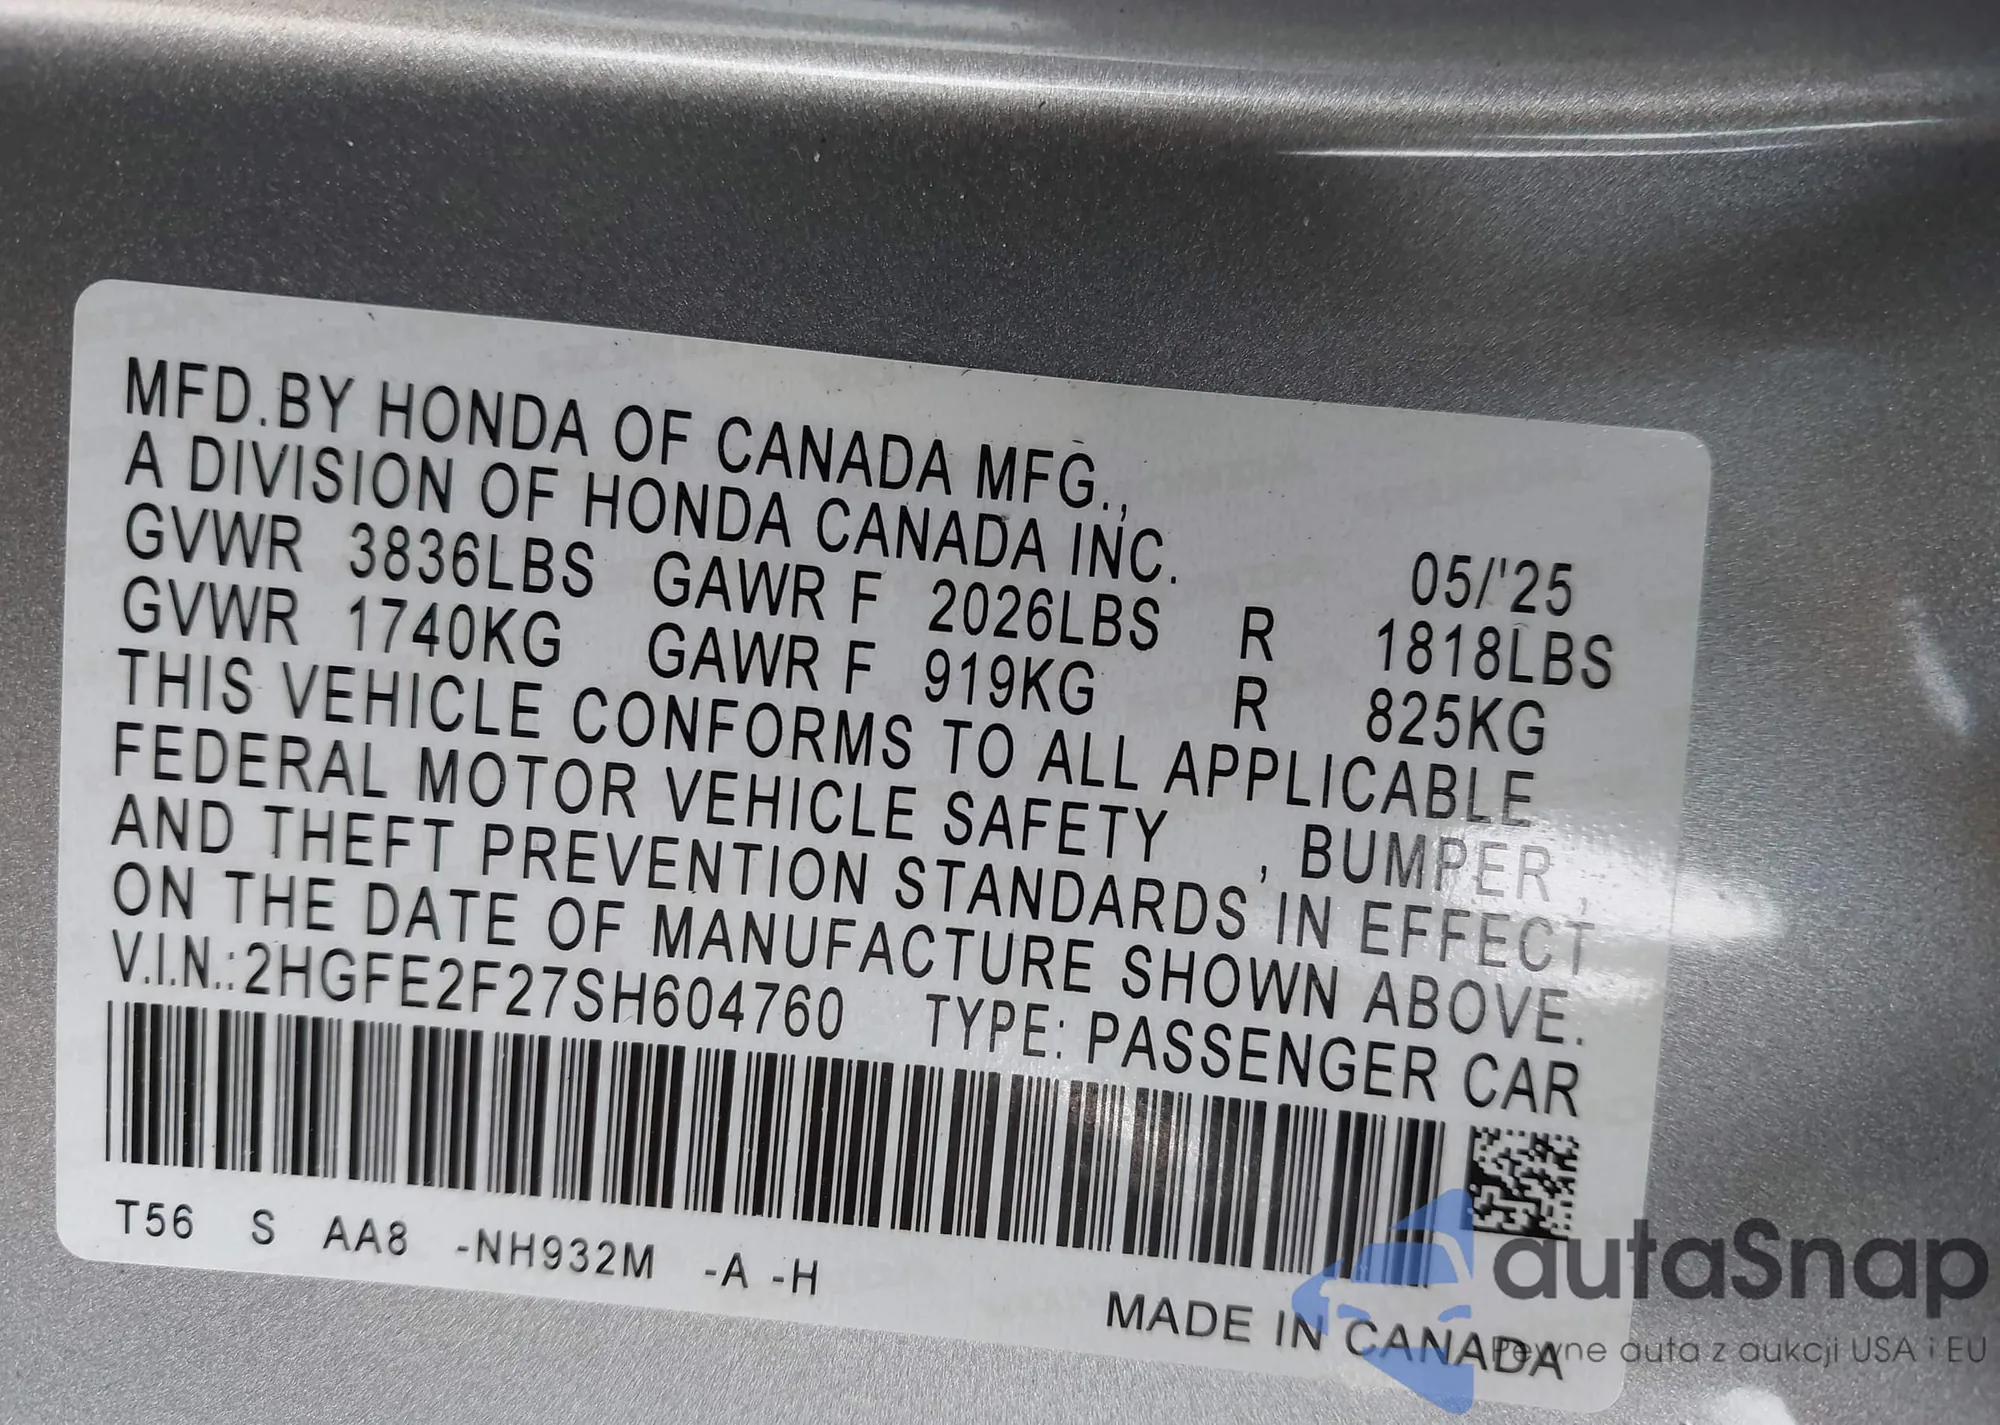 MFD.BY HONDA OF CANADA MFG.,
A DIVISION OF HONDA CANADA INC. 05/'25
GVWR 3836LBS GAWR F 2026LBS R 1818LBS
GVWR 1740KG GAWR F 919KG R 825KG
THIS VEHICLE CONFORMS TO ALL APPLICABLE
FEDERAL MOTOR VEHICLE SAFETY , BUMPER ,
AND THEFT PREVENTION STANDARDS IN EFFECT
ON THE DATE OF MANUFACTURE SHOWN ABOVE.
V.I.N.:2HGFE2F27SH604760 TYPE: PASSENGER CAR
T56 S AA8 -NH932M -A -H
MADE IN CANADA
autaSnap
Pewne auta z aukcji USA i EU